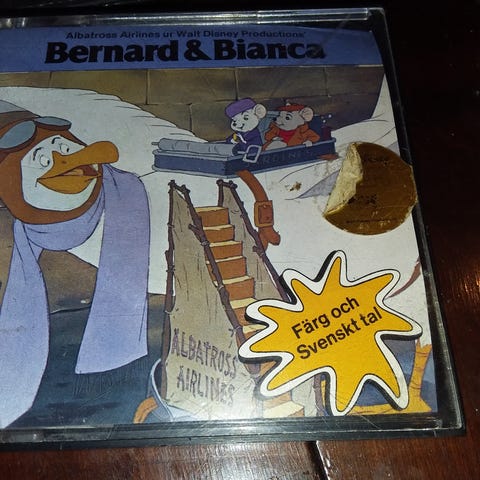 Albatross Airlines ur Walt Disney Productions'
Bernard & Bianca
Färg och
Svenskt tal
ALBATROSS
AIRLINES